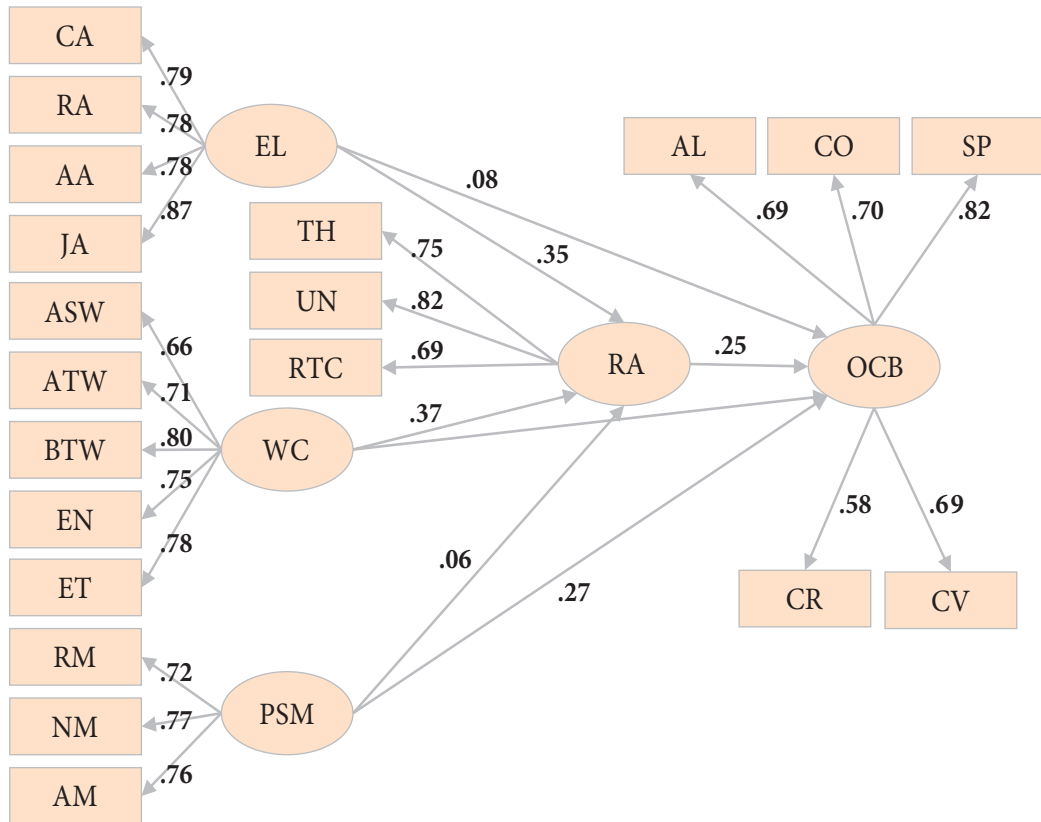 CA
.79
RA
.78
AA
.78
JA
.87
EL
.08
.35
AL
CO
SP
.69
.70
.82
TH
.75
UN
.82
RTC
.69
RA
.25
OCB
ASW
.66
ATW
.71
BTW
.80
EN
.75
ET
.78
WC
.37
.06
.27
.58
.69
CR
CV
RM
.72
NM
.77
AM
.76
PSM